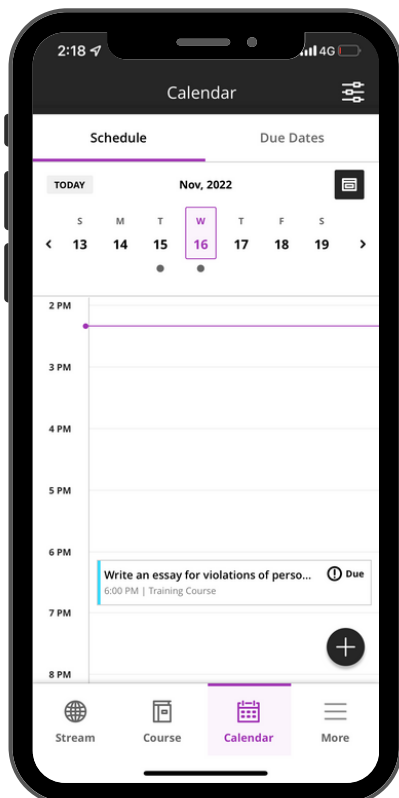 2:18 4G
Calendar
Schedule Due Dates
TODAY Nov, 2022
S M T W T F S
13 14 15 16 17 18 19
2 PM
3 PM
4 PM
5 PM
6 PM
Write an essay for violations of perso... Due
6:00 PM | Training Course
7 PM
8 PM
Stream Course Calendar More